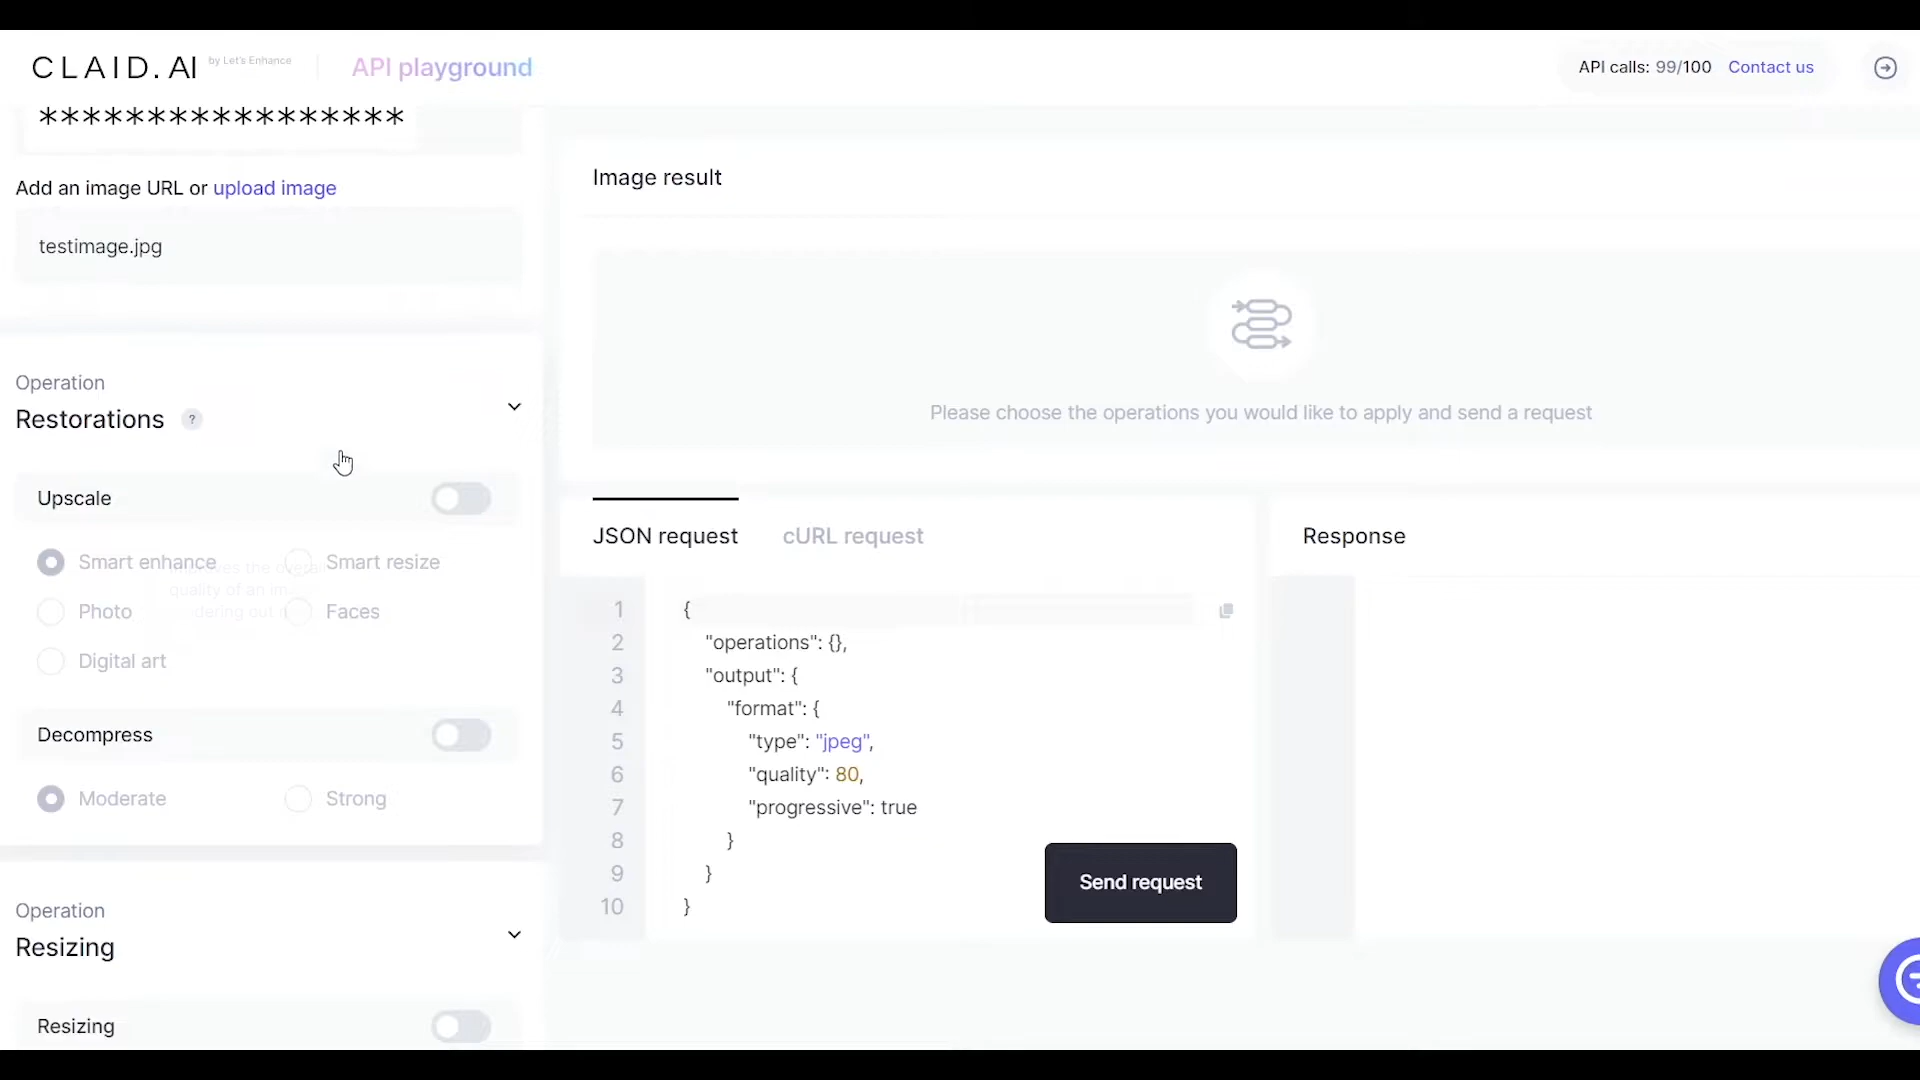 CLAID.AI by Let's Enhance API playground API calls: 99/100 Contact us
*****************
Add an image URL or upload image
testimage.jpg
Operation
Restorations ?
Upscale
Smart enhance Smart resize
quality of an
Photo Faces
Digital art
Decompress
Moderate Strong
Operation
Resizing
Resizing
Image result
Please choose the operations you would like to apply and send a request
JSON request cURL request
1 {
2 "operations": {},
3 "output": {
4 "format": {
5 "type": "jpeg",
6 "quality": 80,
7 "progressive": true
8 }
9 }
10 }
Send request
Response